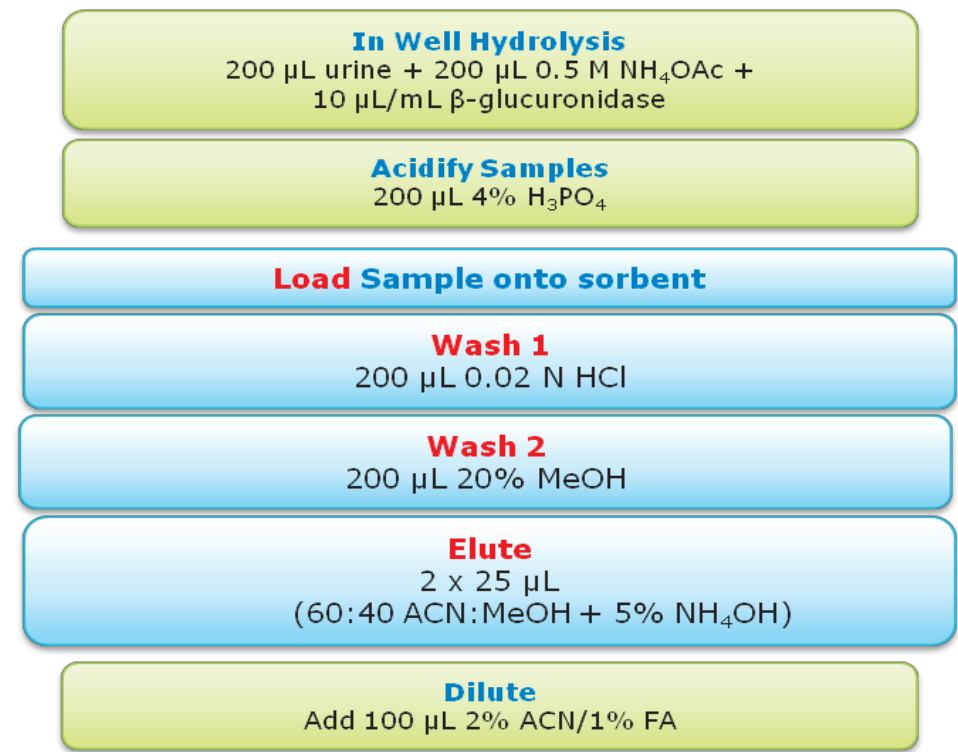 In Well Hydrolysis
200 µL urine + 200 µL 0.5 M NH₄OAc +
10 µL/mL β-glucuronidase
Acidify Samples
200 µL 4% H₃PO₄
Load Sample onto sorbent
Wash 1
200 µL 0.02 N HCl
Wash 2
200 µL 20% MeOH
Elute
2 x 25 µL
(60:40 ACN:MeOH + 5% NH₄OH)
Dilute
Add 100 µL 2% ACN/1% FA